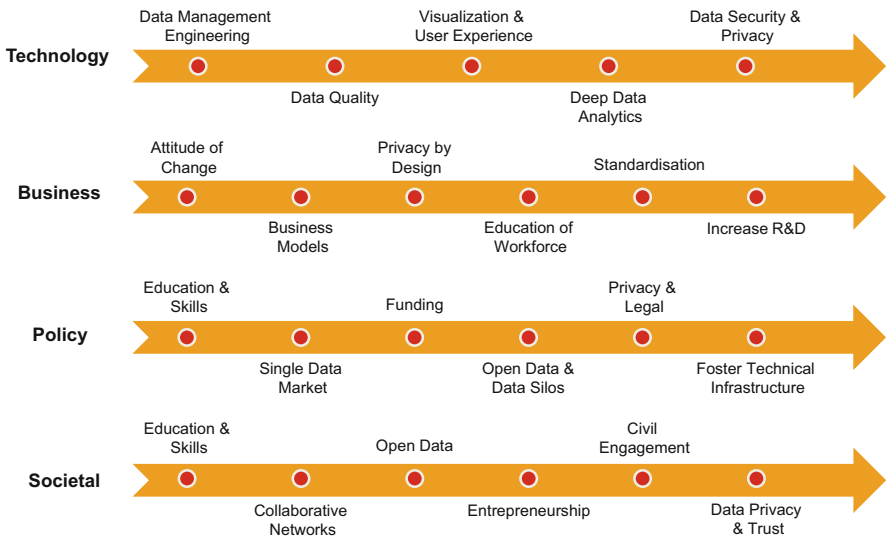 Data Management
Engineering
Visualization &
User Experience
Data Security &
Privacy
Technology
Data Quality
Deep Data
Analytics
Attitude of
Change
Privacy by
Design
Standardisation
Business
Business
Models
Education of
Workforce
Increase R&D
Education &
Skills
Funding
Privacy &
Legal
Policy
Single Data
Market
Open Data &
Data Silos
Foster Technical
Infrastructure
Education &
Skills
Open Data
Civil
Engagement
Societal
Collaborative
Networks
Entrepreneurship
Data Privacy
& Trust